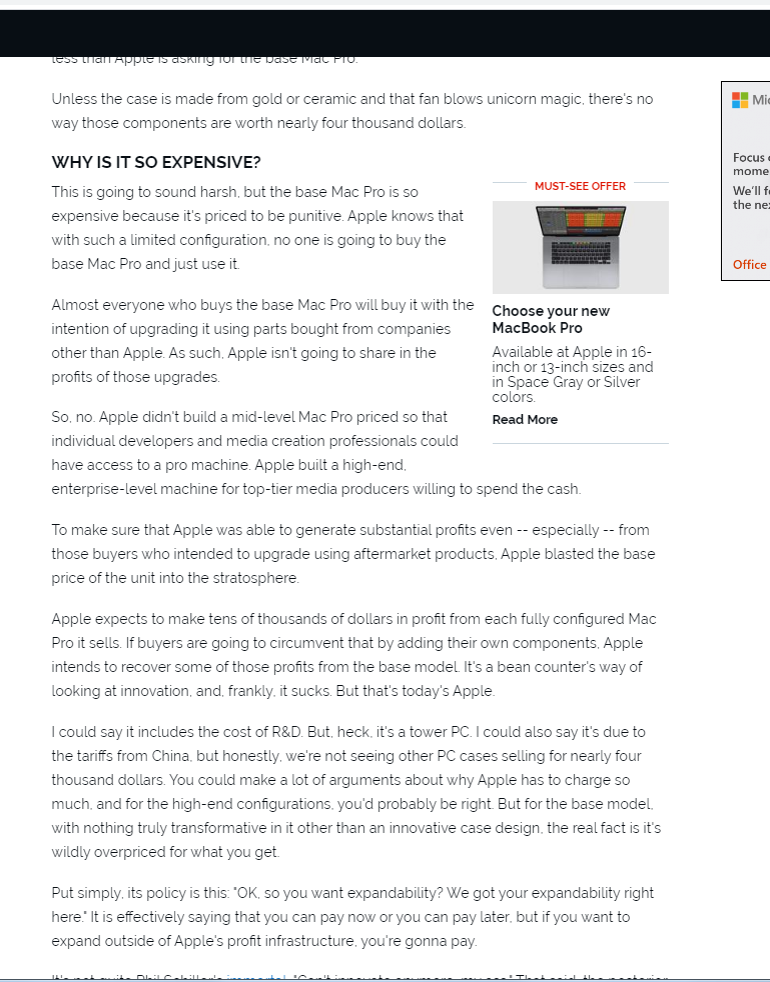 less than Apple is asking for the base Mac Pro.
Unless the case is made from gold or ceramic and that fan blows unicorn magic, there's no
way those components are worth nearly four thousand dollars.
WHY IS IT SO EXPENSIVE?
This is going to sound harsh, but the base Mac Pro is so
expensive because it's priced to be punitive. Apple knows that
with such a limited configuration, no one is going to buy the
base Mac Pro and just use it.
Almost everyone who buys the base Mac Pro will buy it with the
intention of upgrading it using parts bought from companies
other than Apple. As such, Apple isn't going to share in the
profits of those upgrades.
So, no. Apple didn't build a mid-level Mac Pro priced so that
individual developers and media creation professionals could
have access to a pro machine. Apple built a high-end,
enterprise-level machine for top-tier media producers willing to spend the cash.
To make sure that Apple was able to generate substantial profits even -- especially -- from
those buyers who intended to upgrade using aftermarket products, Apple blasted the base
price of the unit into the stratosphere.
Apple expects to make tens of thousands of dollars in profit from each fully configured Mac
Pro it sells. If buyers are going to circumvent that by adding their own components, Apple
intends to recover some of those profits from the base model. It's a bean counter's way of
looking at innovation, and, frankly, it sucks. But that's today's Apple.
I could say it includes the cost of R&D. But, heck, it's a tower PC. I could also say it's due to
the tariffs from China, but honestly, we're not seeing other PC cases selling for nearly four
thousand dollars. You could make a lot of arguments about why Apple has to charge so
much, and for the high-end configurations, you'd probably be right. But for the base model,
with nothing truly transformative in it other than an innovative case design, the real fact is it's
wildly overpriced for what you get.
Put simply, its policy is this: "OK, so you want expandability? We got your expandability right
here." It is effectively saying that you can pay now or you can pay later, but if you want to
expand outside of Apple's profit infrastructure, you're gonna pay.
It's not quite Phil Schiller's immortal, "Can't innovate anymore, my ass." That said, the posterior
MUST-SEE OFFER
Choose your new
MacBook Pro
Available at Apple in 16-
inch or 13-inch sizes and
in Space Gray or Silver
colors.
Read More
Mic
Focus
mome
We'll f
the ne
Office